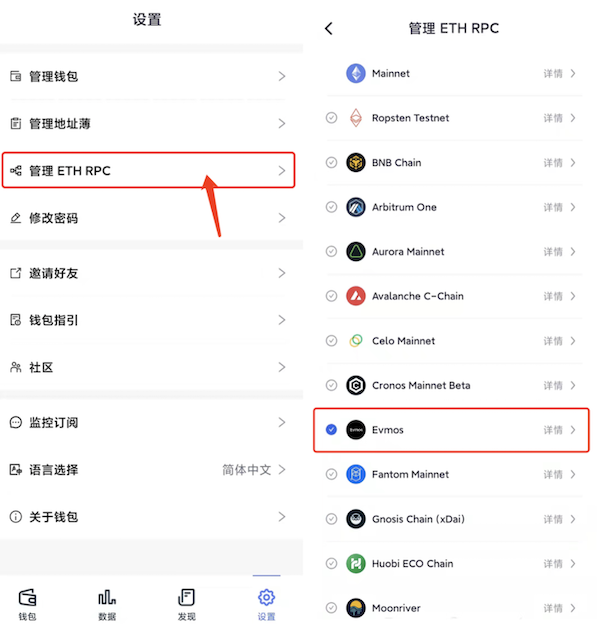 设置
管理钱包
管理地址薄
管理 ETH RPC
修改密码
邀请好友
钱包指引
社区
监控订阅
语言选择 简体中文
关于钱包
钱包 数据 发现 设置
管理 ETH RPC
Mainnet 详情
Ropsten Testnet 详情
BNB Chain 详情
Arbitrum One 详情
Aurora Mainnet 详情
Avalanche C-Chain 详情
Celo Mainnet 详情
Cronos Mainnet Beta 详情
Evmos Evmos 详情
Fantom Mainnet 详情
Gnosis Chain (xDai) 详情
Huobi ECO Chain 详情
Moonriver 详情